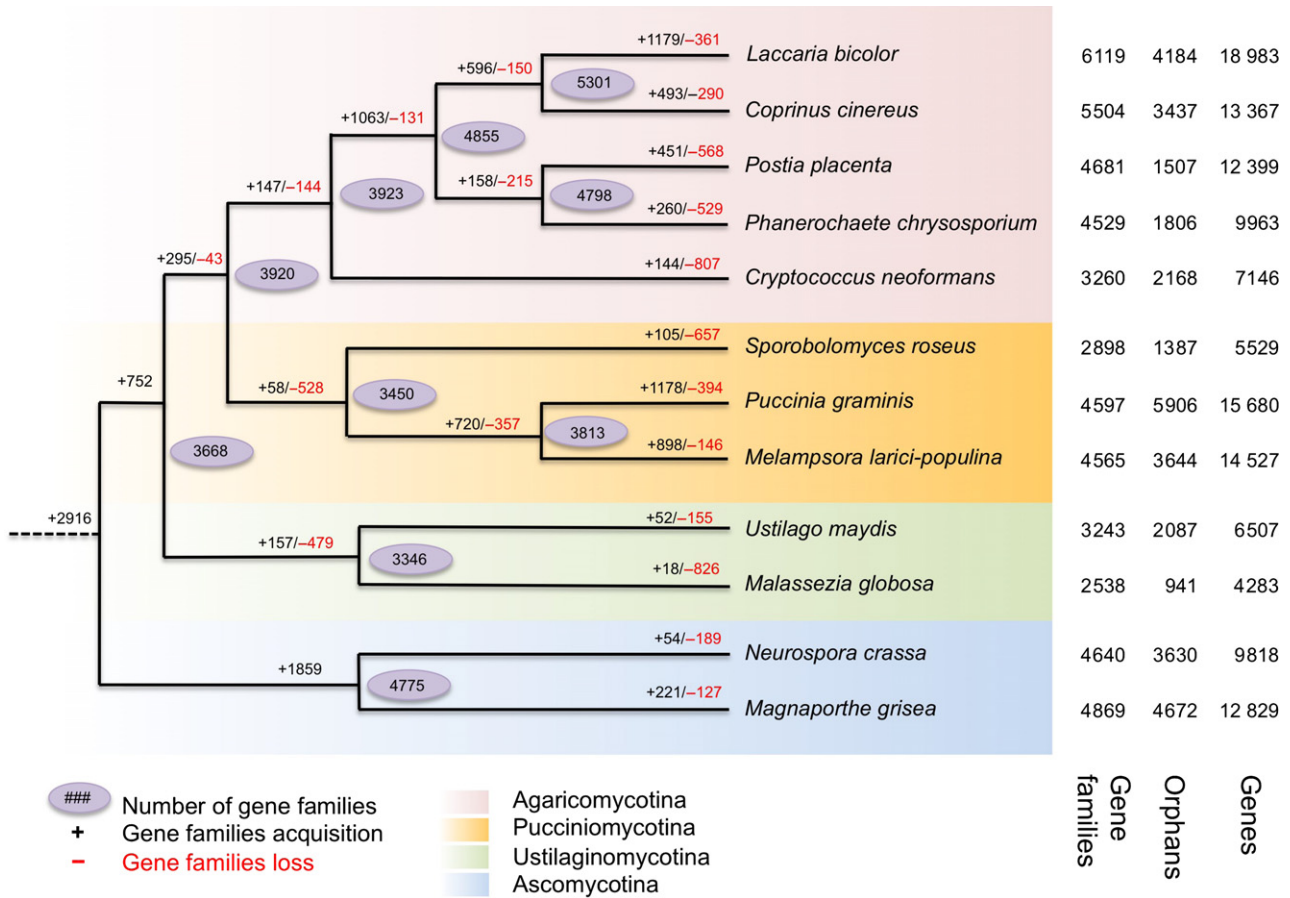 +1179/–361
Laccaria bicolor 6119 4184 18 983
+596/–150
5301
+493/–290
Coprinus cinereus 5504 3437 13 367
+1063/–131
4855
+451/–568
Postia placenta 4681 1507 12 399
+158/–215
4798
+147/–144
3923
+260/–529
Phanerochaete chrysosporium 4529 1806 9963
+295/–43
3920
+144/–807
Cryptococcus neoformans 3260 2168 7146
+105/–657
Sporobolomyces roseus 2898 1387 5529
+752
+58/–528
3450
+1178/–394
Puccinia graminis 4597 5906 15 680
+720/–357
3813
+898/–146
Melampsora larici-populina 4565 3644 14 527
3668
+2916
+52/–155
Ustilago maydis 3243 2087 6507
+157/–479
3346
+18/–826
Malassezia globosa 2538 941 4283
+54/–189
Neurospora crassa 4640 3630 9818
+1859
4775
+221/–127
Magnaporthe grisea 4869 4672 12 829
### Number of gene families
+ Gene families acquisition
– Gene families loss
Agaricomycotina
Pucciniomycotina
Ustilaginomycotina
Ascomycotina
Gene
families
Orphans
Genes